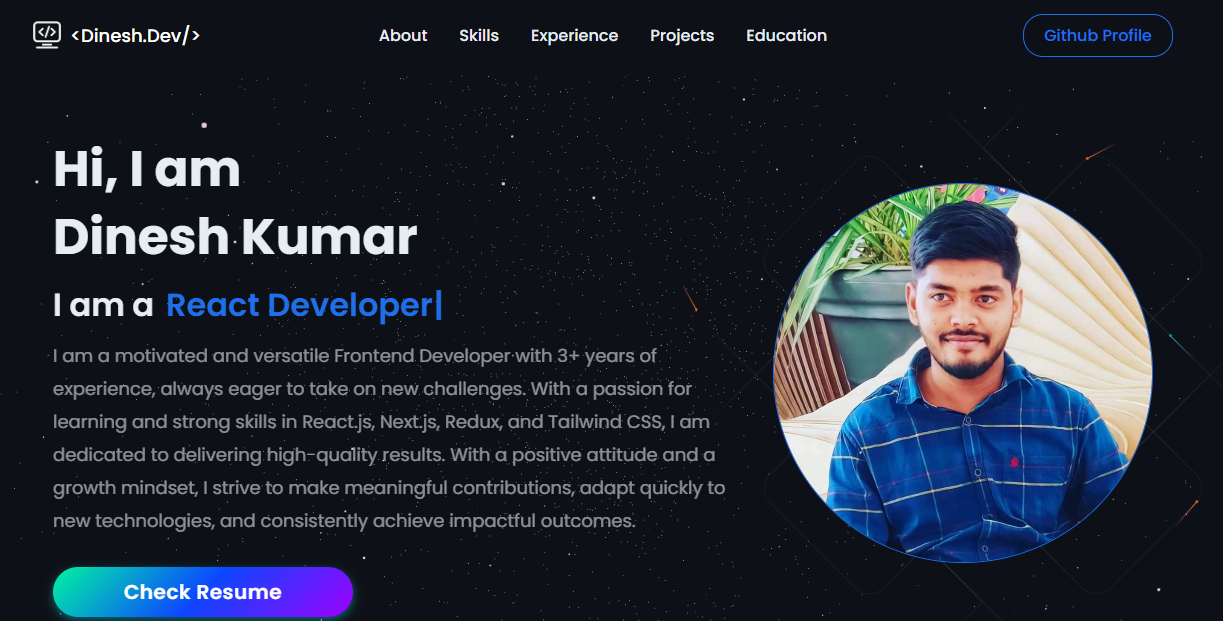 <Dinesh.Dev/>
About Skills Experience Projects Education
Github Profile
Hi, I am
Dinesh Kumar
I am a React Developer|
I am a motivated and versatile Frontend Developer with 3+ years of
experience, always eager to take on new challenges. With a passion for
learning and strong skills in React.js, Next.js, Redux, and Tailwind CSS, I am
dedicated to delivering high-quality results. With a positive attitude and a
growth mindset, I strive to make meaningful contributions, adapt quickly to
new technologies, and consistently achieve impactful outcomes.
Check Resume